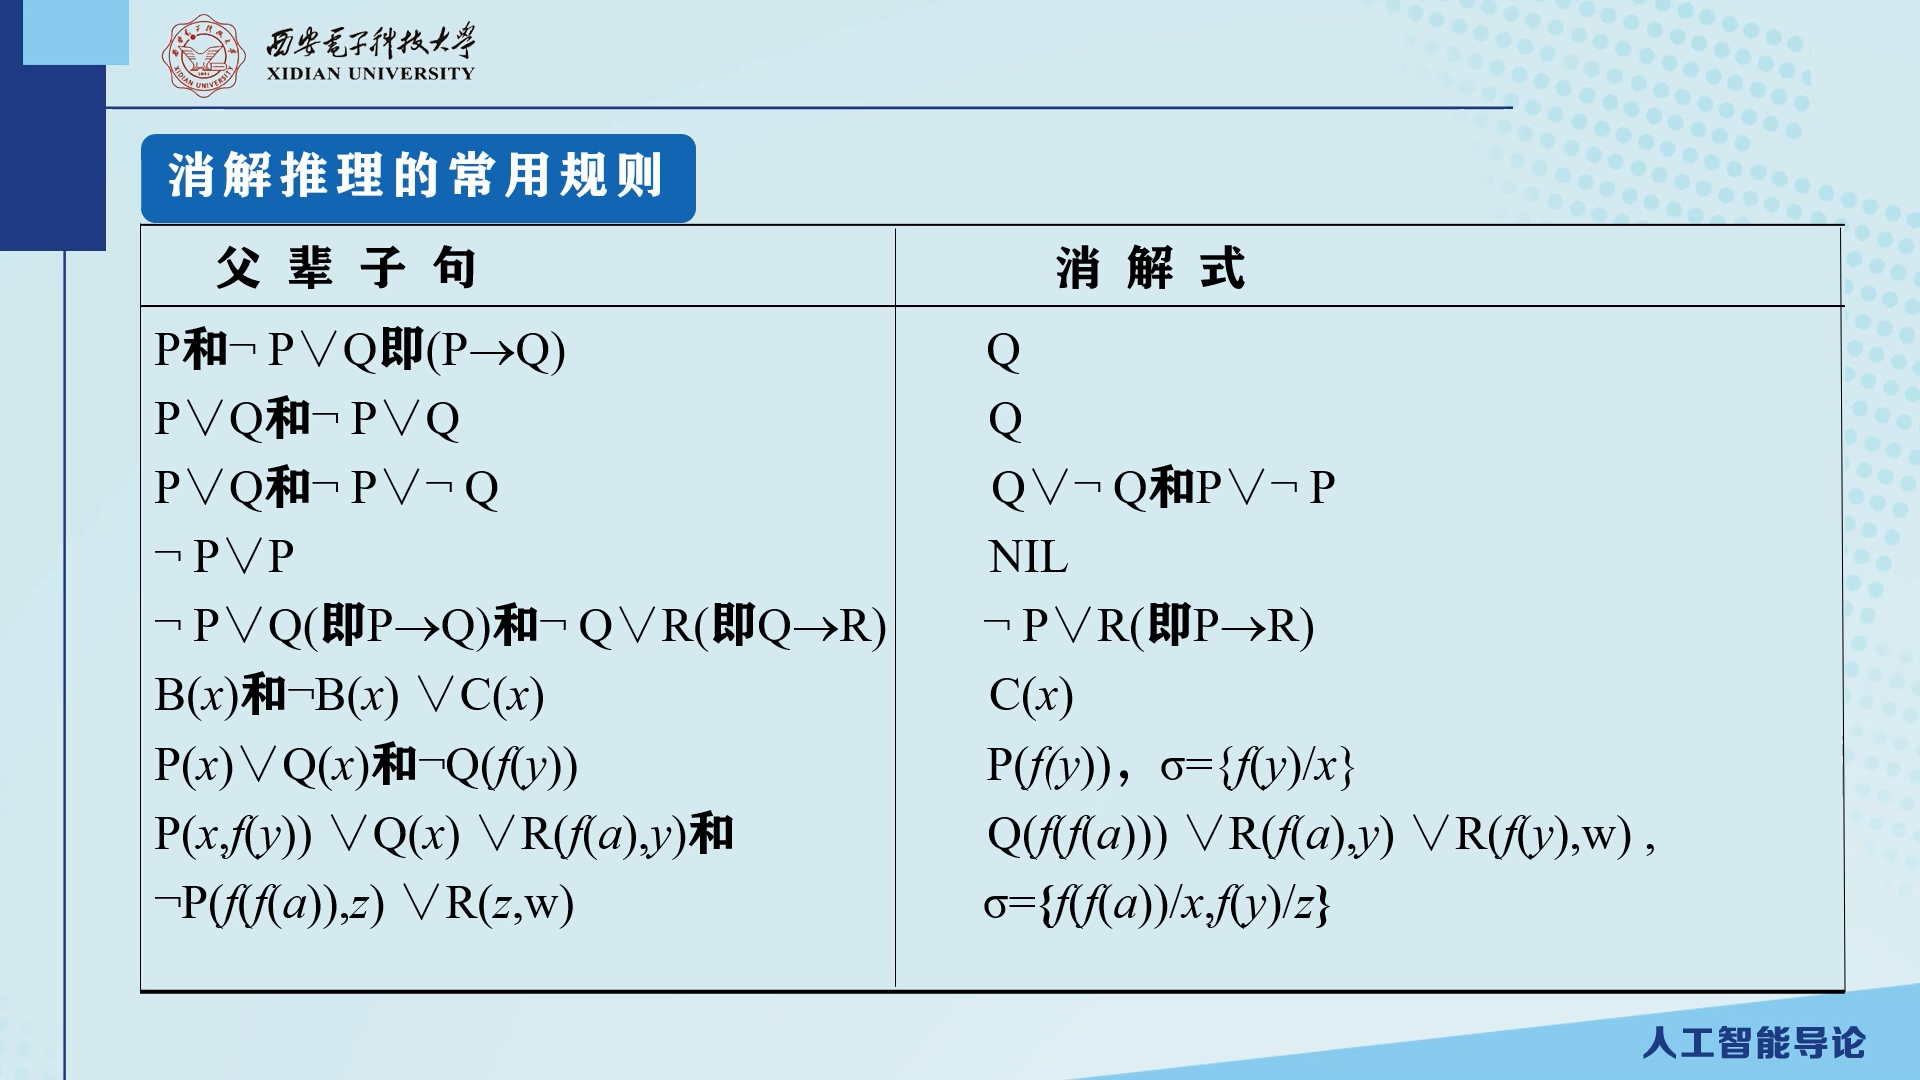 西安电子科技大学
XIDIAN UNIVERSITY
消解推理的常用规则
父辈子句 消解式
P和¬P∨Q即(P→Q) Q
P∨Q和¬P∨Q Q
P∨Q和¬P∨¬Q Q∨¬Q和P∨¬P
¬P∨P NIL
¬P∨Q(即P→Q)和¬Q∨R(即Q→R) ¬P∨R(即P→R)
B(x)和¬B(x) ∨C(x) C(x)
P(x)∨Q(x)和¬Q(f(y)) P(f(y)),σ={f(y)/x}
P(x,f(y)) ∨Q(x) ∨R(f(a),y)和 Q(f(f(a))) ∨R(f(a),y) ∨R(f(y),w) ,
¬P(f(f(a)),z) ∨R(z,w) σ={f(f(a))/x,f(y)/z}
人工智能导论